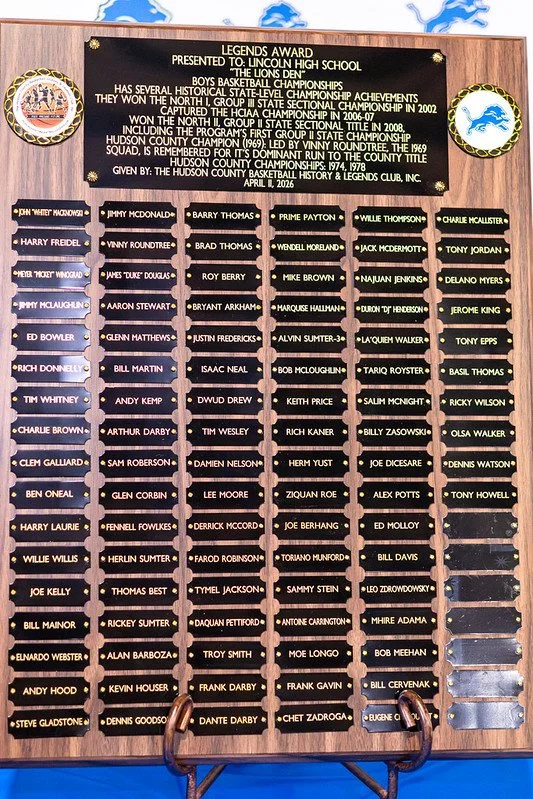 LEGENDS AWARD
PRESENTED TO: LINCOLN HIGH SCHOOL
"THE LIONS DEN"
BOYS BASKETBALL CHAMPIONSHIPS
HAS SEVERAL HISTORICAL STATE-LEVEL CHAMPIONSHIP ACHIEVEMENTS
THEY WON THE NORTH I, GROUP III STATE SECTIONAL CHAMPIONSHIP IN 2002
CAPTURED THE HCIAA CHAMPIONSHIP IN 2006-07
WON THE NORTH II, GROUP II STATE SECTIONAL TITLE IN 2008,
INCLUDING THE PROGRAM'S FIRST GROUP II STATE CHAMPIONSHIP
HUDSON COUNTY CHAMPION (1969): LED BY VINNY ROUNDTREE, THE 1969
SQUAD, IS REMEMBERED FOR IT'S DOMINANT RUN TO THE COUNTY TITLE
HUDSON COUNTY CHAMPIONSHIPS: 1974, 1978
GIVEN BY: THE HUDSON COUNTY BASKETBALL HISTORY & LEGENDS CLUB, INC.
APRIL 11, 2026
JOHN "WHITEY" MACKNOWSKI
HARRY FREIDEL
MEYER "MICKEY" WINOGRAD
JIMMY MCLAUGHLIN
ED BOWLER
RICH DONNELLY
TIM WHITNEY
CHARLIE BROWN
CLEM GALLIARD
BEN ONEAL
HARRY LAURIE
WILLIE WILLIS
JOE KELLY
BILL MAINOR
ELNARDO WEBSTER
ANDY HOOD
STEVE GLADSTONE
JIMMY MCDONALD
VINNY ROUNDTREE
JAMES "DUKE" DOUGLAS
AARON STEWART
GLENN MATTHEWS
BILL MARTIN
ANDY KEMP
ARTHUR DARBY
SAM ROBERSON
GLEN CORBIN
FENNELL FOWLKES
HERLIN SUMTER
THOMAS BEST
RICKEY SUMTER
ALAN BARBOZA
KEVIN HOUSER
DENNIS GOODSON
BARRY THOMAS
BRAD THOMAS
ROY BERRY
BRYANT ARKHAM
JUSTIN FREDERICKS
ISAAC NEAL
DWUD DREW
TIM WESLEY
DAMIEN NELSON
LEE MOORE
DERRICK MCCORD
FAROD ROBINSON
TYMEL JACKSON
DAQUAN PETTIFORD
TROY SMITH
FRANK DARBY
DANTE DARBY
PRIME PAYTON
WENDELL MORELAND
MIKE BROWN
MARQUISE HALLMAN
ALVIN SUMTER-3
BOB MCLOUGHLIN
KEITH PRICE
RICH KANER
HERM YUST
ZIQUAN ROE
JOE BERHANG
TORIANO MUNFORD
SAMMY STEIN
ANTOINE CARRINGTON
MOE LONGO
FRANK GAVIN
CHET ZADROGA
WILLIE THOMPSON
JACK MCDERMOTT
NAJUAN JENKINS
DURON "DJ" HENDERSON
LA'QUIEM WALKER
TARIQ ROYSTER
SALIM MCNIGHT
BILLY ZASOWSKI
JOE DICESARE
ALEX POTTS
ED MOLLOY
BILL DAVIS
LEO ZDROWDOWSKY
MHIRE ADAMA
BOB MEEHAN
BILL CERVENAK
EUGENE
CHARLIE MCALLISTER
TONY JORDAN
DELANO MYERS
JEROME KING
TONY EPPS
BASIL THOMAS
RICKY WILSON
OLSA WALKER
DENNIS WATSON
TONY HOWELL